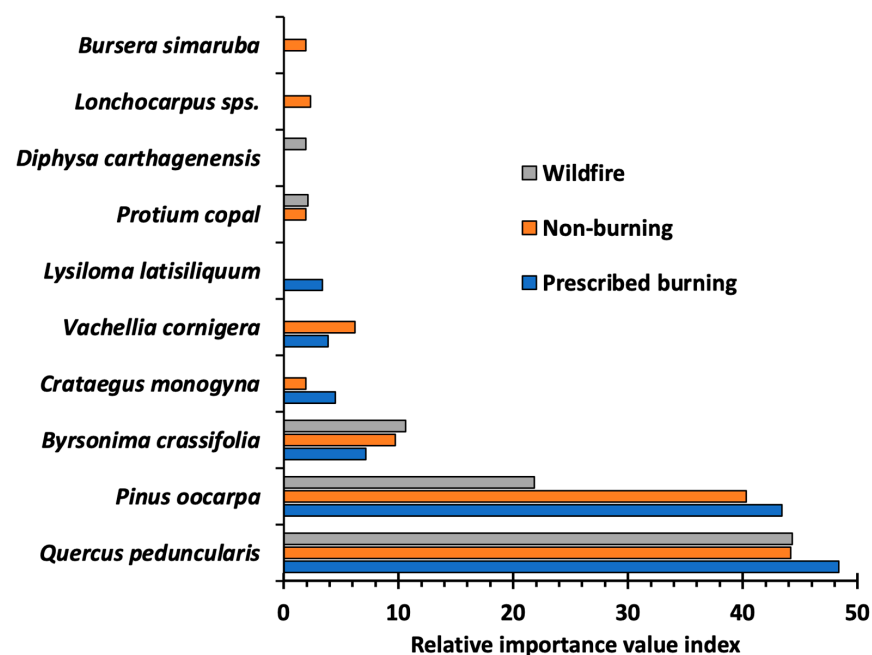 Bursera simaruba
Lonchocarpus sps.
Diphysa carthagenensis
Protium copal
Lysiloma latisiliquum
Vachellia cornigera
Crataegus monogyna
Byrsonima crassifolia
Pinus oocarpa
Quercus peduncularis
Wildfire
Non-burning
Prescribed burning
0 10 20 30 40 50
Relative importance value index